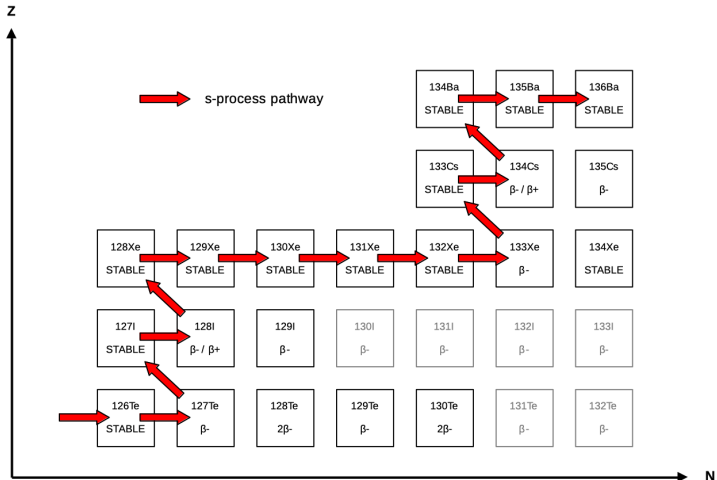 Z
s-process pathway
134Ba 135Ba 136Ba
STABLE STABLE STABLE
133Cs 134Cs 135Cs
STABLE β- / β+ β-
128Xe 129Xe 130Xe 131Xe 132Xe 133Xe 134Xe
STABLE STABLE STABLE STABLE STABLE β- STABLE
127I 128I 129I 130I 131I 132I 133I
STABLE β- / β+ β- β- β- β- β-
126Te 127Te 128Te 129Te 130Te 131Te 132Te
STABLE β- 2β- β- 2β- β- β-
N